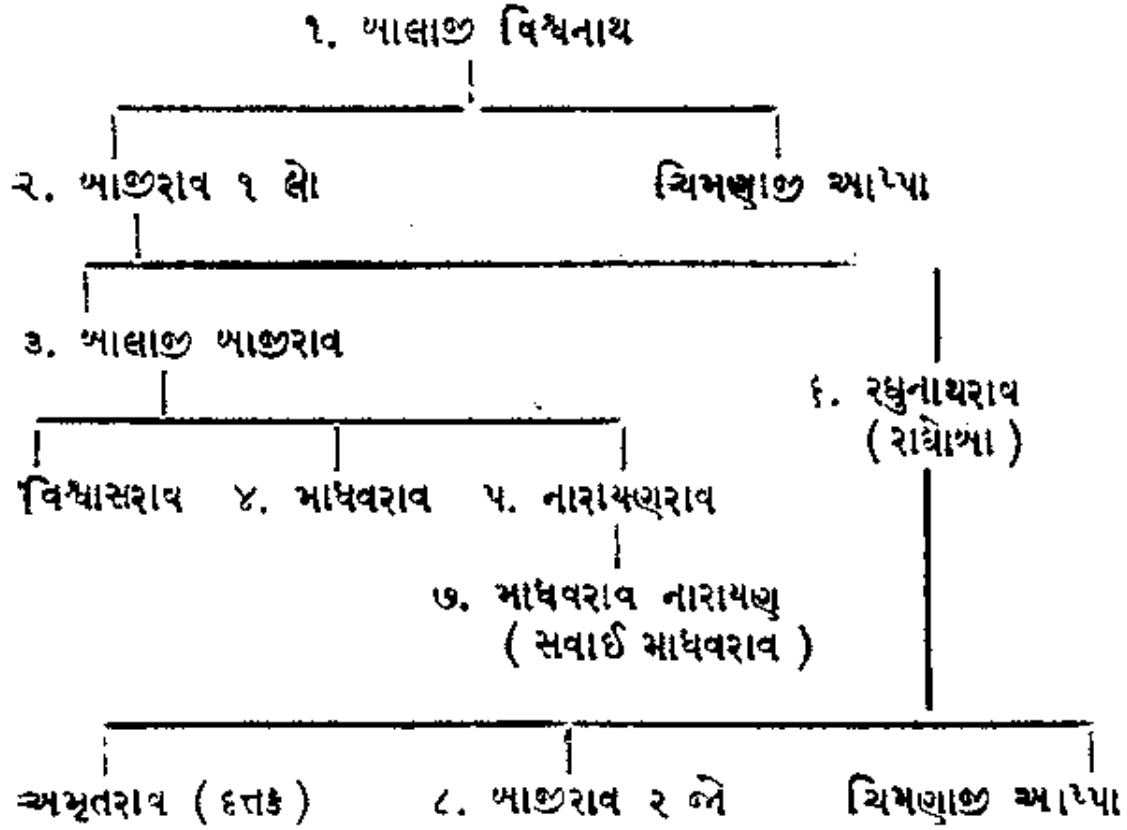 ૧. બાલાજી વિશ્વનાથ
૨. બાજીરાવ ૧ લો ચિમણાજી આપ્પા
૩. બાલાજી બાજીરાવ
૬. રઘુનાથરાવ
( રાઘોબા )
વિશ્વાસરાવ ૪. માધવરાવ ૫. નારાયણરાવ
૭. માધવરાવ નારાયણ
( સવાઈ માધવરાવ )
અમૃતરાવ ( દત્તક ) ૮. બાજીરાવ ૨ જો ચિમણાજી આપ્પા